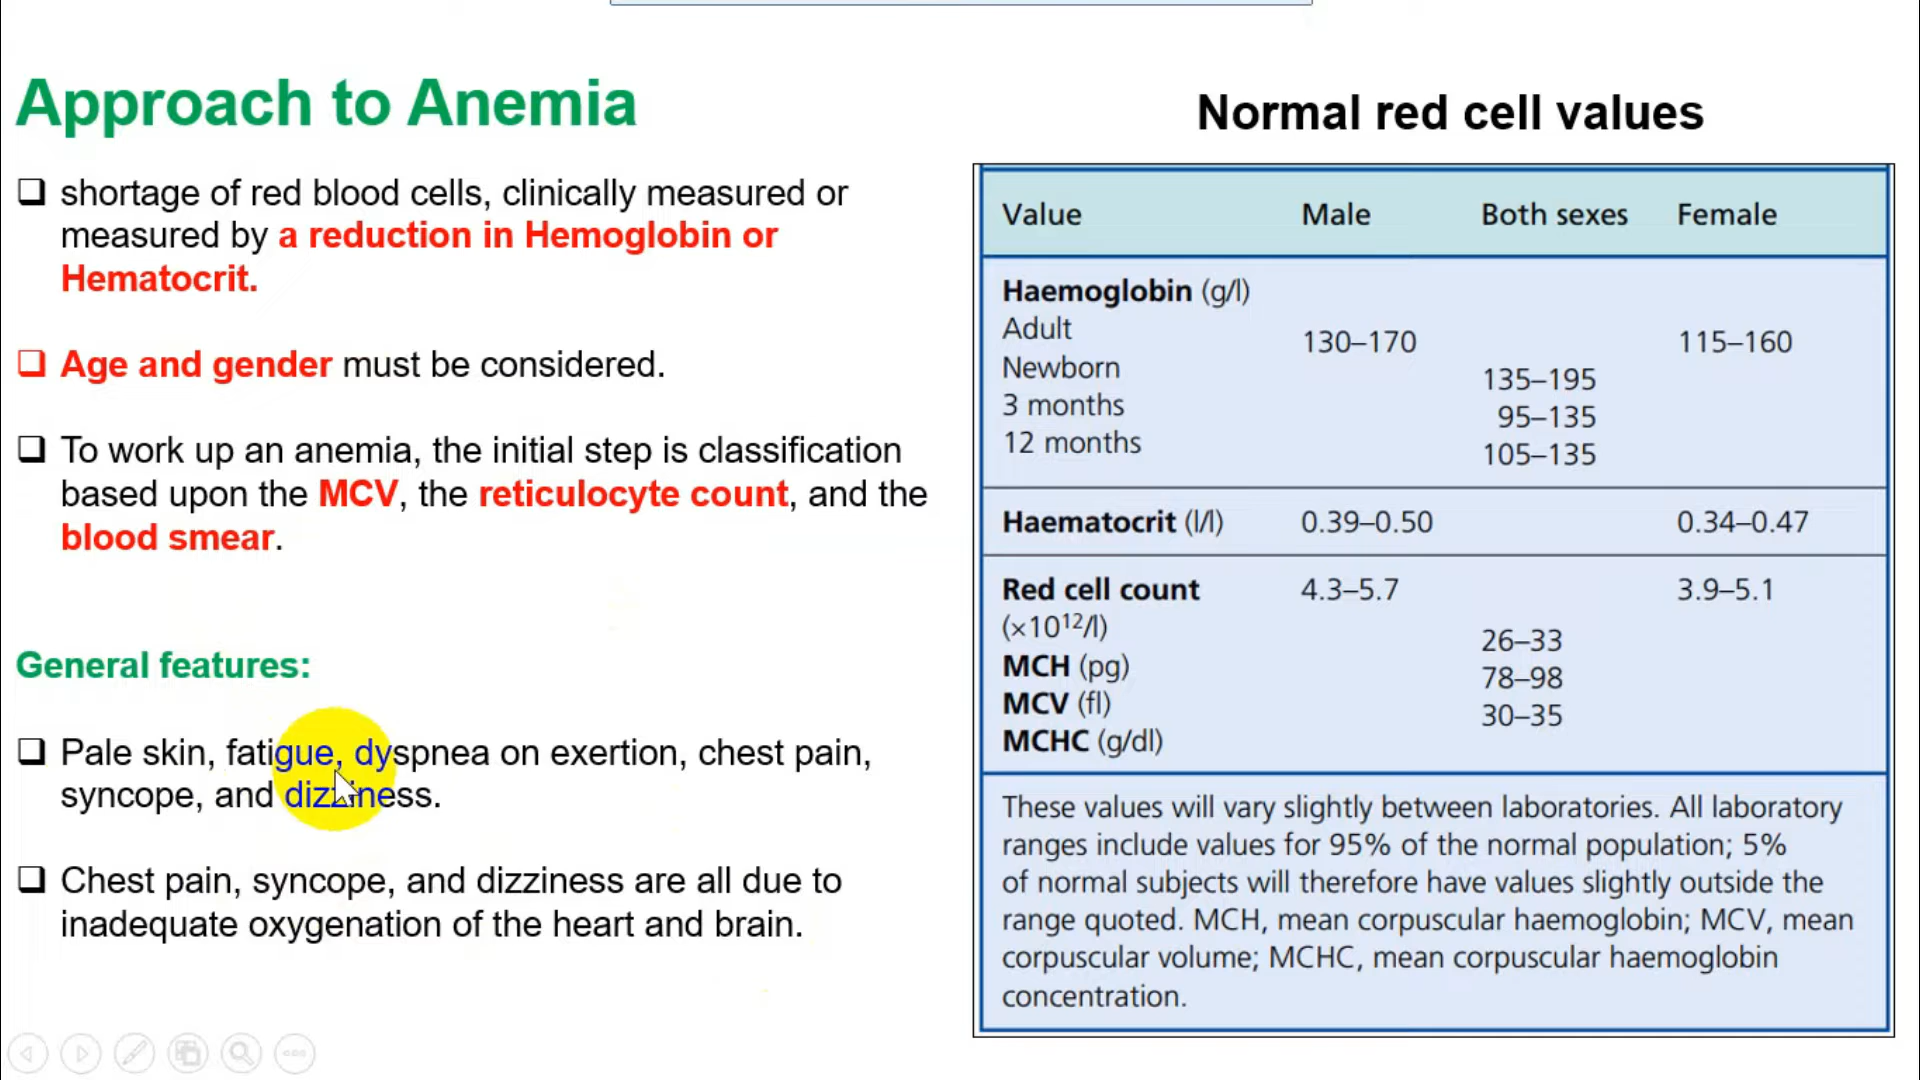 Approach to Anemia
shortage of red blood cells, clinically measured or
measured by a reduction in Hemoglobin or
Hematocrit.
Age and gender must be considered.
To work up an anemia, the initial step is classification
based upon the MCV, the reticulocyte count, and the
blood smear.
General features:
Pale skin, fatigue, dyspnea on exertion, chest pain,
syncope, and dizziness.
Chest pain, syncope, and dizziness are all due to
inadequate oxygenation of the heart and brain.
Normal red cell values
Value Male Both sexes Female
Haemoglobin (g/l)
Adult 130–170 115–160
Newborn 135–195
3 months 95–135
12 months 105–135
Haematocrit (l/l) 0.39–0.50 0.34–0.47
Red cell count 4.3–5.7 3.9–5.1
(×10¹²/l)
MCH (pg) 26–33
MCV (fl) 78–98
MCHC (g/dl) 30–35
These values will vary slightly between laboratories. All laboratory
ranges include values for 95% of the normal population; 5%
of normal subjects will therefore have values slightly outside the
range quoted. MCH, mean corpuscular haemoglobin; MCV, mean
corpuscular volume; MCHC, mean corpuscular haemoglobin
concentration.